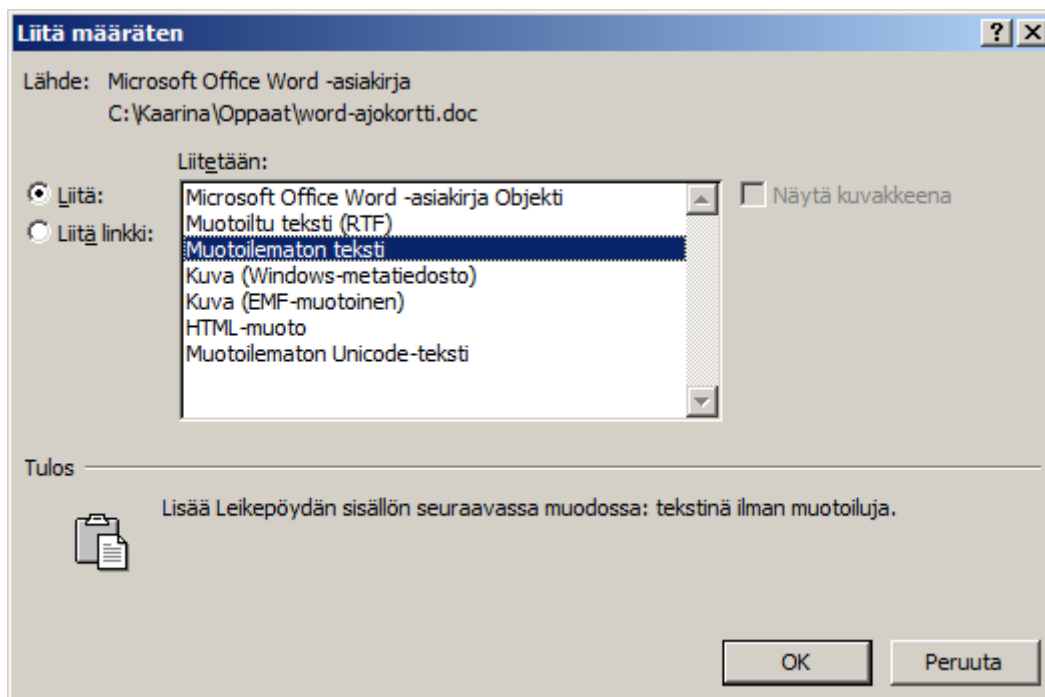 Liitä määräten
Lähde: Microsoft Office Word -asiakirja
C:\Kaarina\Oppaat\word-ajokortti.doc
Liitetään:
Liitä:
Liitä linkki:
Microsoft Office Word -asiakirja Objekti
Muotoiltu teksti (RTF)
Muotoilematon teksti
Kuva (Windows-metatiedosto)
Kuva (EMF-muotoinen)
HTML-muoto
Muotoilematon Unicode-teksti
Näytä kuvakkeena
Tulos
Lisää Leikepöydän sisällön seuraavassa muodossa: tekstinä ilman muotoiluja.
OK
Peruuta